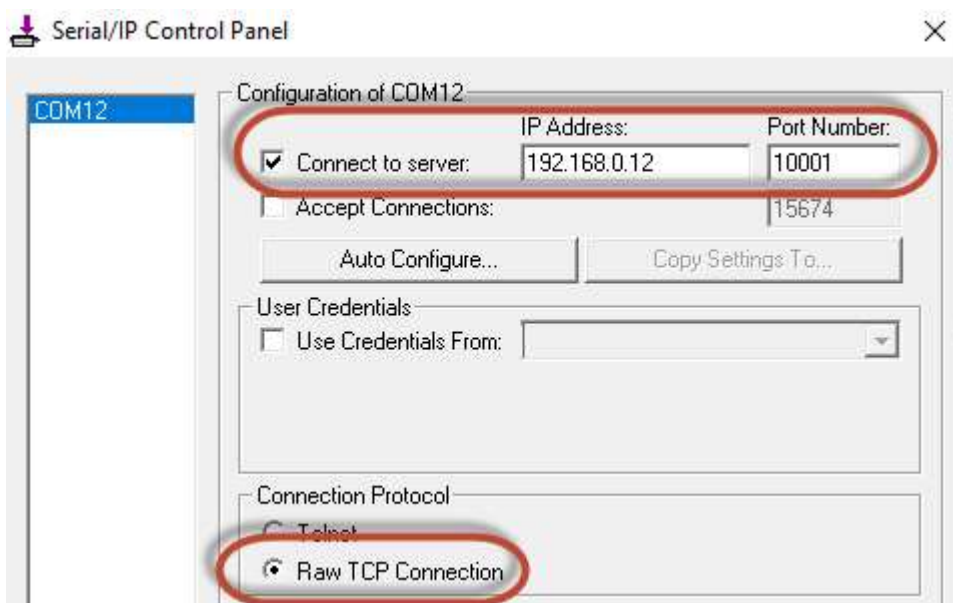 Serial/IP Control Panel
COM12
Configuration of COM12
IP Address: Port Number:
Connect to server: 192.168.0.12 10001
Accept Connections: 15674
Auto Configure... Copy Settings To...
User Credentials
Use Credentials From:
Connection Protocol
Telnet
Raw TCP Connection